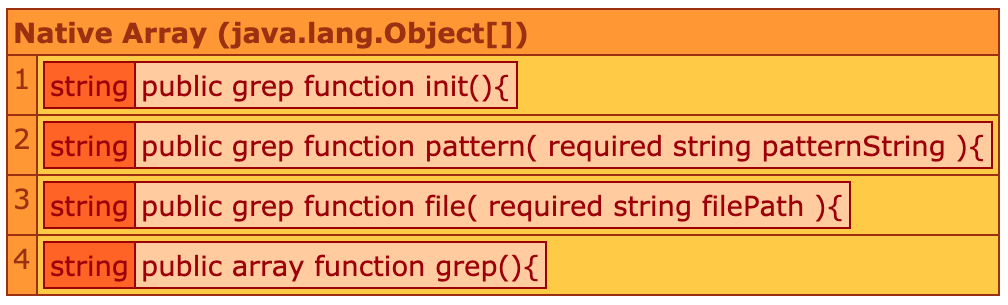 Native Array (java.lang.Object[])
1 string public grep function init(){
2 string public grep function pattern( required string patternString ){
3 string public grep function file( required string filePath ){
4 string public array function grep(){